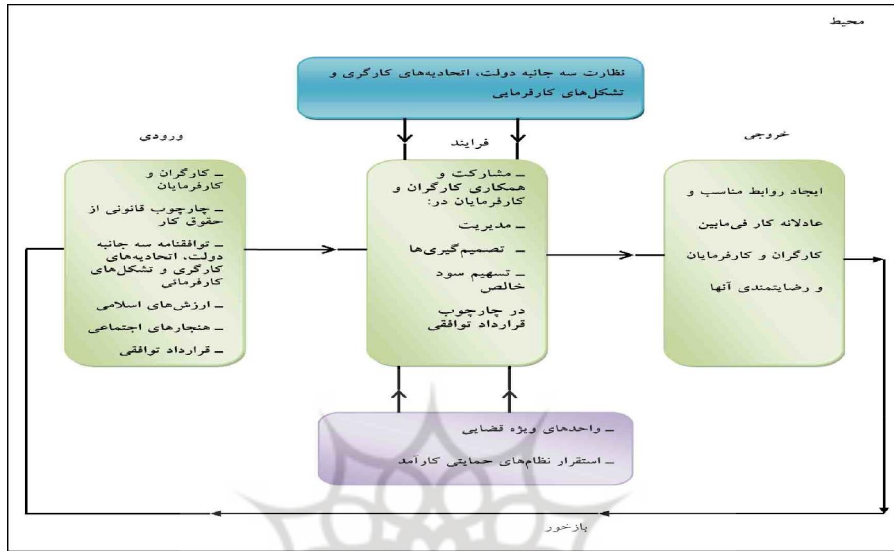 محیط
نظارت سه جانبه دولت، اتحادیه‌های کارگری و
تشکل‌های کارفرمایی
ورودی
فرایند
خروجی
ـ کارگران و
کارفرمایان
ـ چارچوب قانونی از
حقوق کار
ـ توافقنامه سه جانبه
دولت، اتحادیه‌های
کارگری و تشکل‌های
کارفرمائی
ـ ارزش‌های اسلامی
ـ هنجارهای اجتماعی
ـ قرارداد توافقی
ـ مشارکت و
همکاری کارگران و
کارفرمایان در:
ـ مدیریت
ـ تصمیم‌گیری‌ها
ـ تسهیم سود
خالص
در چارچوب
قرارداد توافقی
ایجاد روابط مناسب و
عادلانه کار فی‌مابین
کارگران و کارفرمایان
و رضایتمندی آنها
ـ واحدهای ویژه قضایی
ـ استقرار نظام‌های حمایتی کارآمد
بازخور